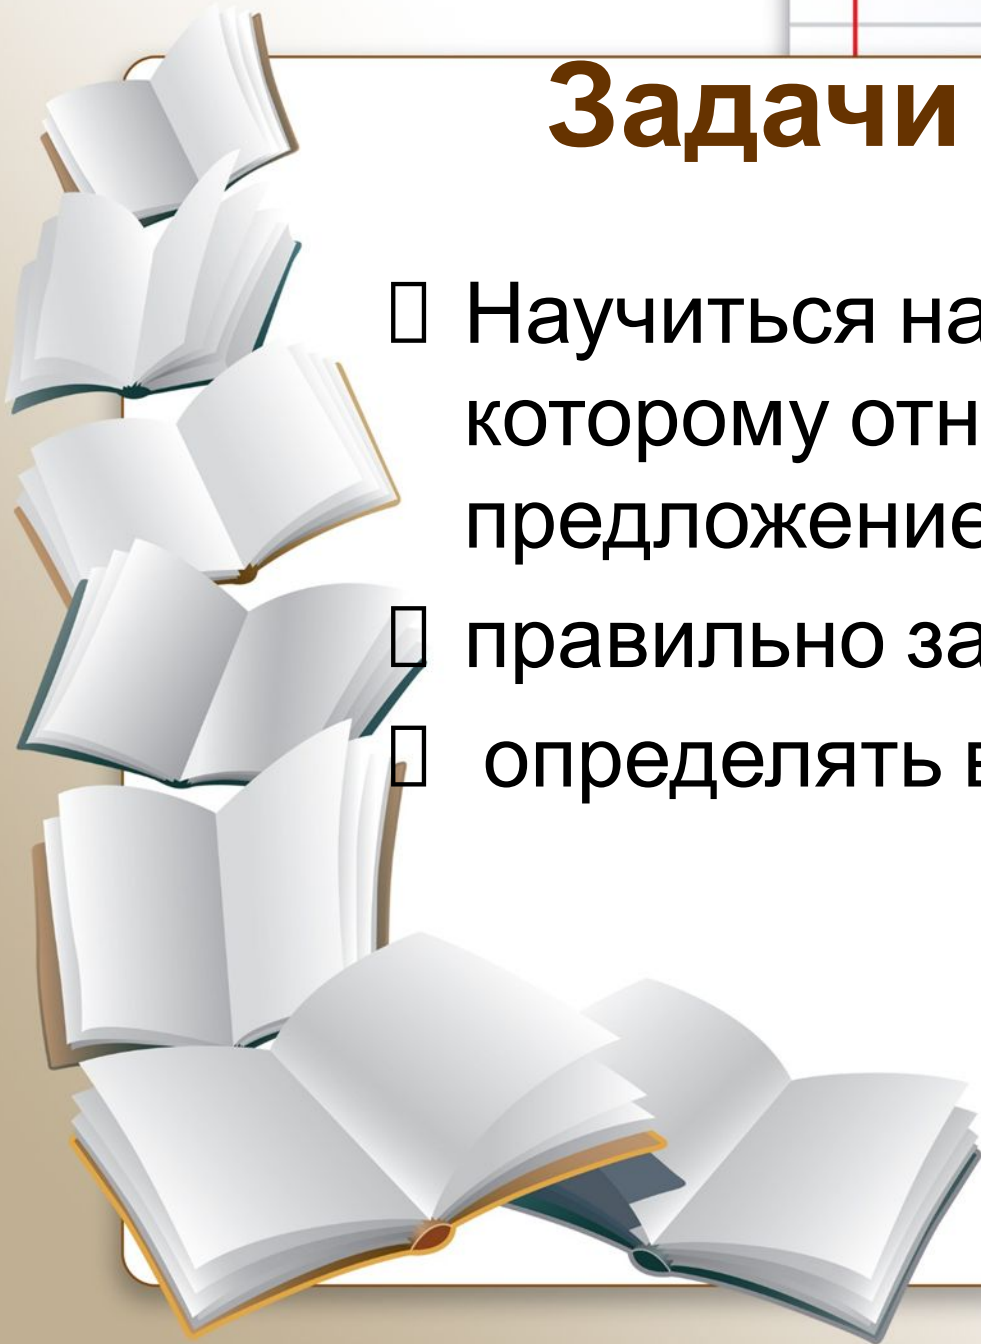 Задачи
Научиться на
которому отн
предложение
правильно за
определять в